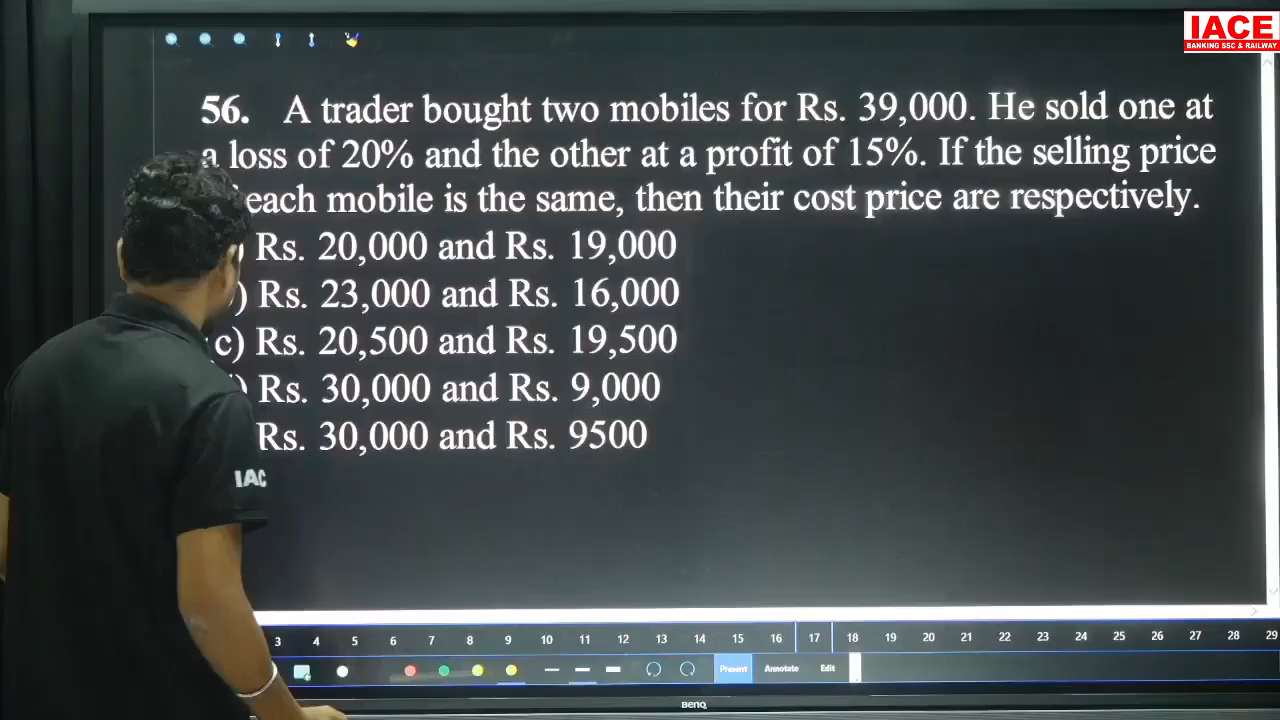 IACE
BANKING SSC & RAILWAY
56. A trader bought two mobiles for Rs. 39,000. He sold one at
a loss of 20% and the other at a profit of 15%. If the selling price
each mobile is the same, then their cost price are respectively.
) Rs. 20,000 and Rs. 19,000
) Rs. 23,000 and Rs. 16,000
c) Rs. 20,500 and Rs. 19,500
) Rs. 30,000 and Rs. 9,000
Rs. 30,000 and Rs. 9500
IAC
3 4 5 6 7 8 9 10 11 12 13 14 15 16 17 18 19 20 21 22 23 24 25 26 27 28 29
Present Annotate Edit
BenQ